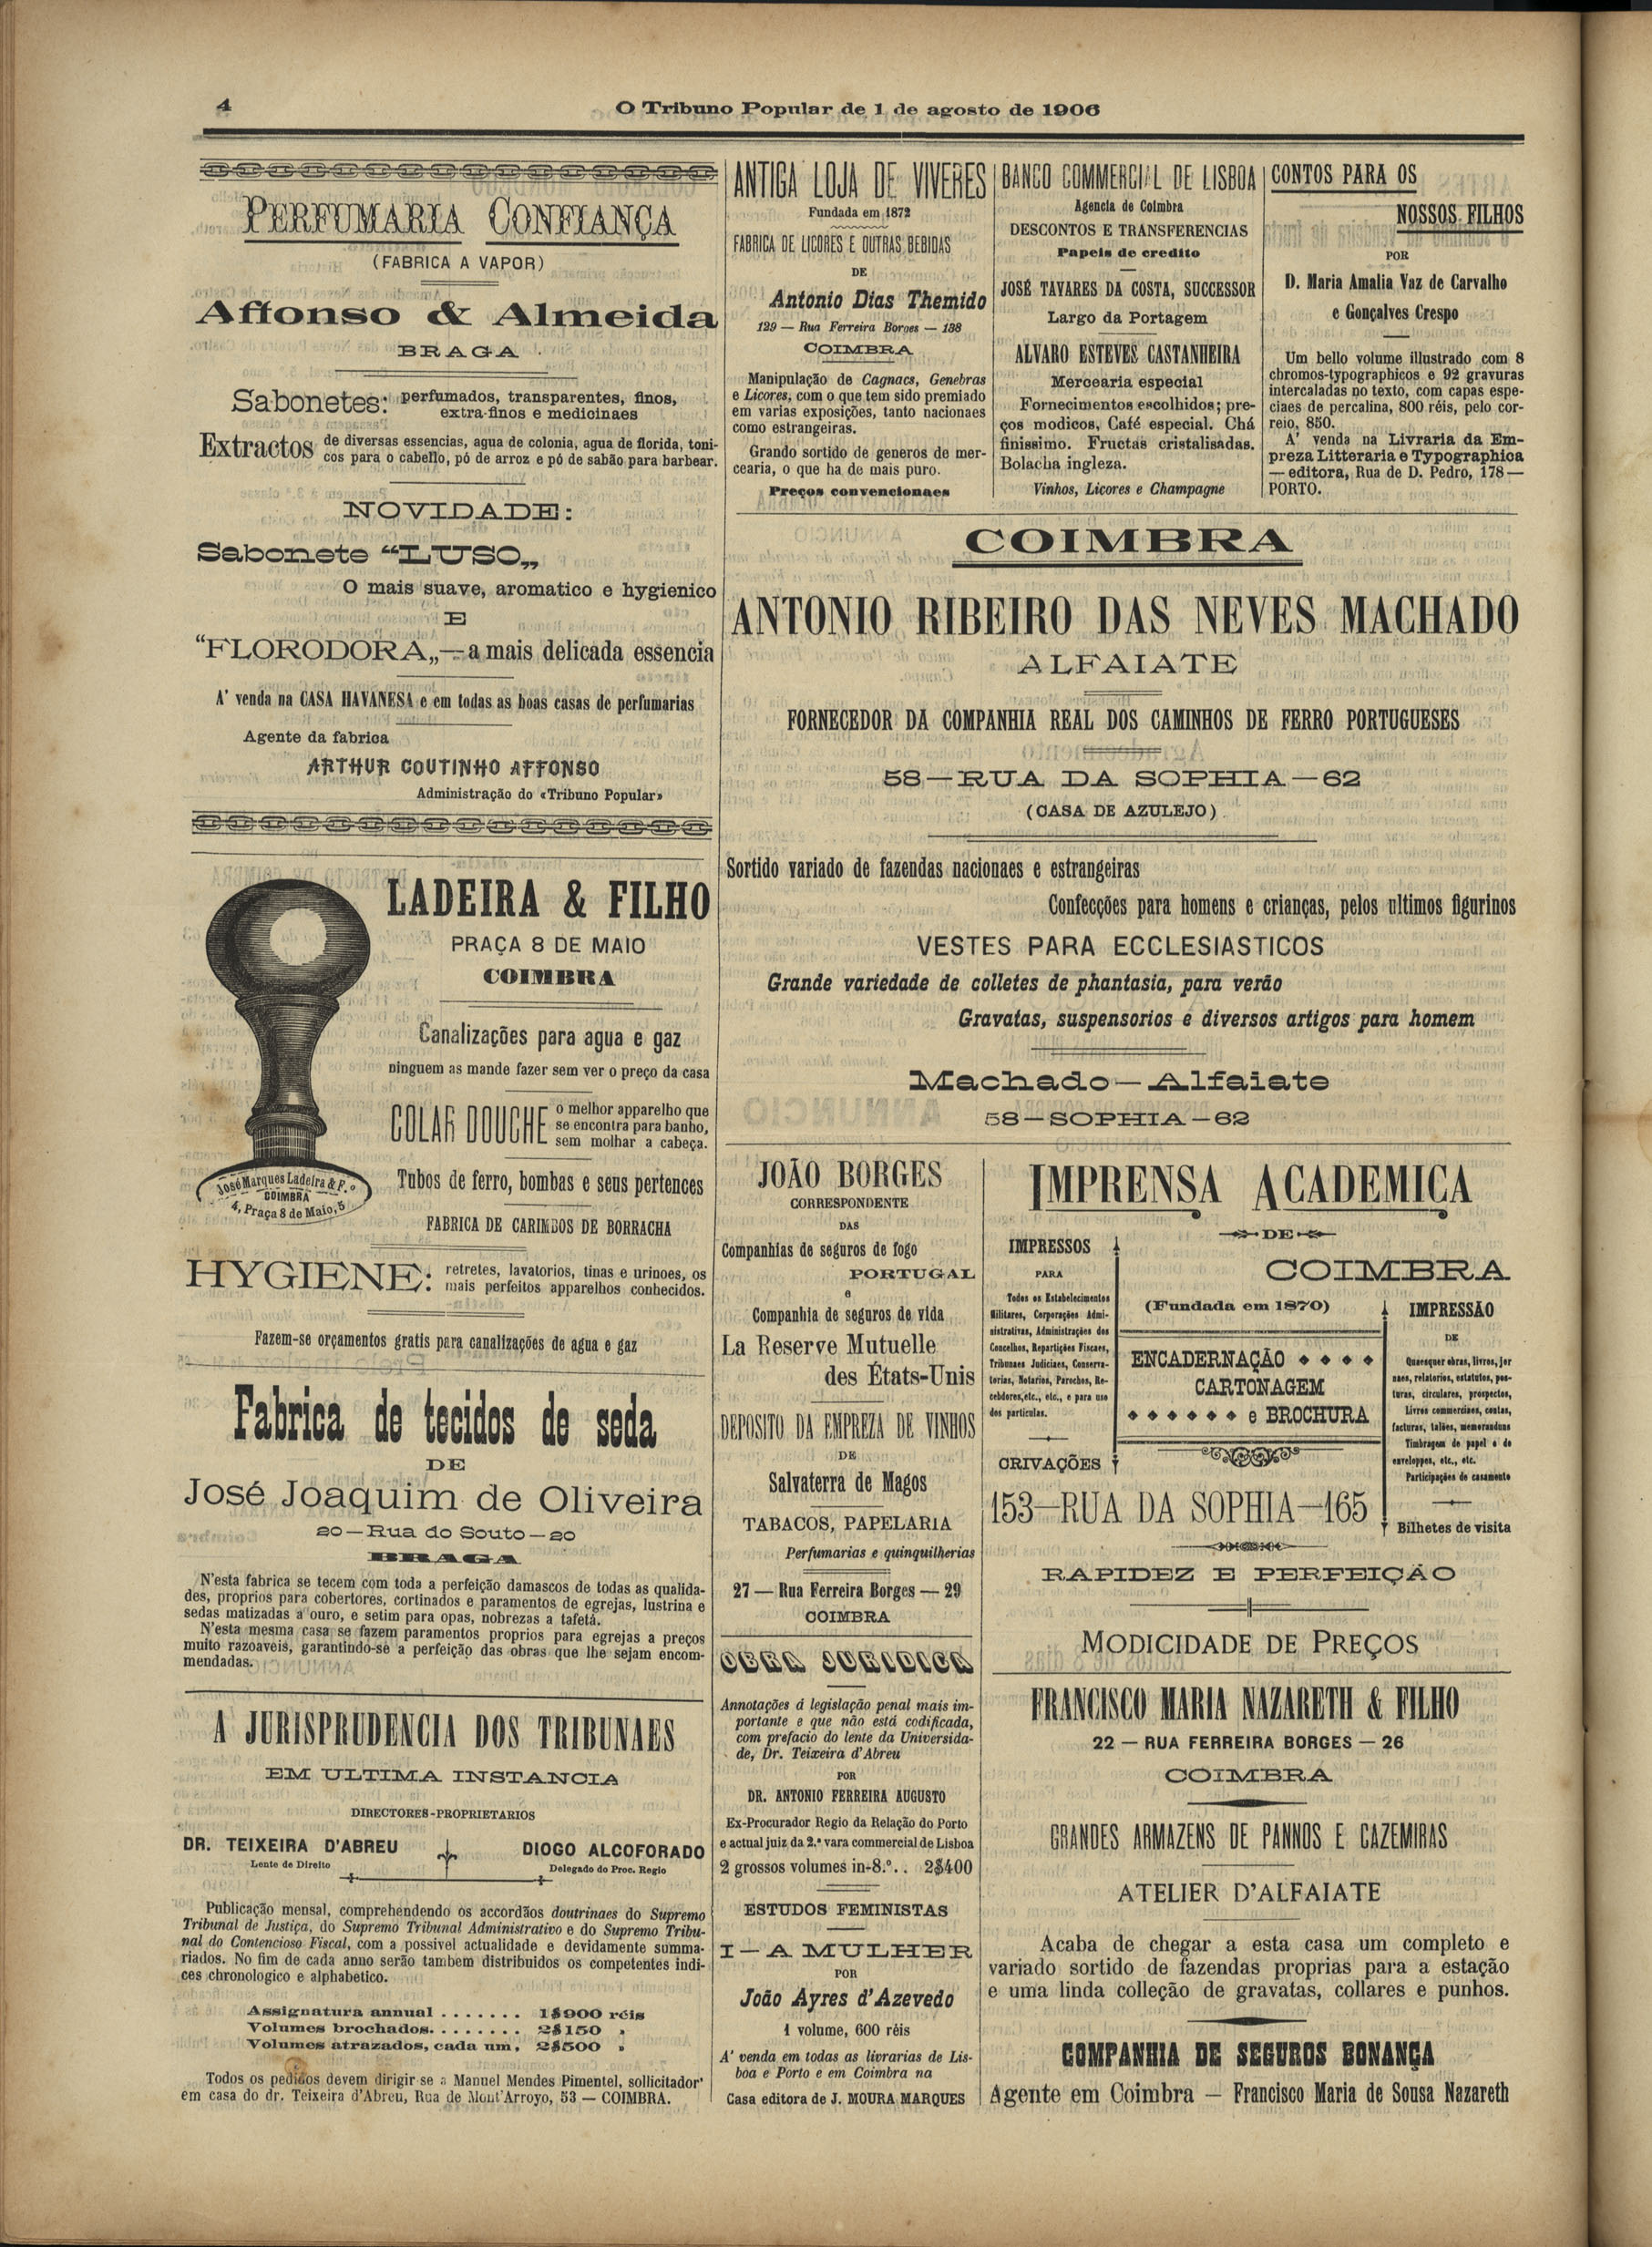 4
O Tribuno Popular de 1 de agosto de 1906
PERFUMARIA CONFIANÇA
(FABRICA A VAPOR)
Affonso & Almeida
BRAGA
Sabonetes: perfumados, transparentes, finos,
extra-finos e medicinaes
Extractos de diversas essencias, agua de colonia, agua de florida, toni-
cos para o cabello, pó de arroz e pó de sabão para barbear.
NOVIDADE:
Sabonete “LUSO„
O mais suave, aromatico e hygienico
E
“FLORODORA„—a mais delicada essencia
A' venda na CASA HAVANESA e em todas as boas casas de perfumarias
Agente da fabrica
ARTHUR COUTINHO AFFONSO
Administração do «Tribuno Popular»
LADEIRA & FILHO
PRAÇA 8 DE MAIO
COIMBRA
Canalizações para agua e gaz
ninguem as mande fazer sem ver o preço da casa
COLAR DOUCHE o melhor apparelho que
se encontra para banho,
sem molhar a cabeça.
Tubos de ferro, bombas e seus pertences
FABRICA DE CARIMBOS DE BORRACHA
José Marques Ladeira & F.º
COIMBRA
4, Praça 8 de Maio, 5
HYGIENE: retretes, lavatorios, tinas e urinoes, os
mais perfeitos apparelhos conhecidos.
Fazem-se orçamentos gratis para canalizações de agua e gaz
Fabrica de tecidos de seda
DE
José Joaquim de Oliveira
20—Rua do Souto—20
BRAGA
N'esta fabrica se tecem com toda a perfeição damascos de todas as qualida-
des, proprios para cobertores, cortinados e paramentos de egrejas, lustrina e
sedas matizadas a ouro, e setim para opas, nobrezas a tafetá.
N'esta mesma casa se fazem paramentos proprios para egrejas a preços
muito razoaveis, garantindo-se a perfeição das obras que lhe sejam encom-
mendadas.
A JURISPRUDENCIA DOS TRIBUNAES
EM ULTIMA INSTANCIA
DIRECTORES-PROPRIETARIOS
DR. TEIXEIRA D'ABREU
Lente de Direito
DIOGO ALCOFORADO
Delegado do Proc. Regio
Publicação mensal, comprehendendo os accordãos doutrinaes do Supremo
Tribunal de Justiça, do Supremo Tribunal Administrativo e do Supremo Tribu-
nal do Contencioso Fiscal, com a possivel actualidade e devidamente summa-
riados. No fim de cada anno serão tambem distribuidos os competentes indi-
ces chronologico e alphabetico.
Assignatura annual . . . . . . . 1$900 réis
Volumes brochados. . . . . . . . 2$150 »
Volumes atrazados, cada um, 2$500 »
Todos os pedidos devem dirigir-se a Manuel Mendes Pimentel, sollicitador
em casa do dr. Teixeira d'Abreu, Rua de Mont'Arroyo, 53 — COIMBRA.
ANTIGA LOJA DE VIVERES
Fundada em 1872
FABRICA DE LICORES E OUTRAS BEBIDAS
DE
Antonio Dias Themido
129 — Rua Ferreira Borges — 138
COIMBRA
Manipulação de Cagnacs, Genebras
e Licores, com o que tem sido premiado
em varias exposições, tanto nacionaes
como estrangeiras.
Grando sortido de generos de mer-
cearia, o que ha de mais puro.
Preços convencionaes
BANCO COMMERCIAL DE LISBOA
Agencia de Coimbra
DESCONTOS E TRANSFERENCIAS
Papeis de credito
JOSÉ TAVARES DA COSTA, SUCCESSOR
Largo da Portagem
ALVARO ESTEVES CASTANHEIRA
Mercearia especial
Fornecimentos escolhidos; pre-
ços modicos, Café especial. Chá
finissimo. Fructas cristalisadas.
Bolacha ingleza.
Vinhos, Licores e Champagne
CONTOS PARA OS
NOSSOS FILHOS
POR
D. Maria Amalia Vaz de Carvalho
e Gonçalves Crespo
Um bello volume illustrado com 8
chromos-typographicos e 92 gravuras
intercaladas no texto, com capas espe-
ciaes de percalina, 800 réis, pelo cor-
reio, 850.
A' venda na Livraria da Em-
preza Litteraria e Typographica
—editora, Rua de D. Pedro, 178—
PORTO.
COIMBRA
ANTONIO RIBEIRO DAS NEVES MACHADO
ALFAIATE
FORNECEDOR DA COMPANHIA REAL DOS CAMINHOS DE FERRO PORTUGUESES
58—RUA DA SOPHIA—62
(CASA DE AZULEJO)
Sortido variado de fazendas nacionaes e estrangeiras
Confecções para homens e crianças, pelos ultimos figurinos
VESTES PARA ECCLESIASTICOS
Grande variedade de colletes de phantasia, para verão
Gravatas, suspensorios e diversos artigos para homem
Machado—Alfaiate
58—SOPHIA—62
JOÃO BORGES
CORRESPONDENTE
DAS
Companhias de seguros de fogo
PORTUGAL
e
Companhia de seguros de vida
La Reserve Mutuelle
des États-Unis
DEPOSITO DA EMPREZA DE VINHOS
DE
Salvaterra de Magos
TABACOS, PAPELARIA
Perfumarias e quinquilherias
27 — Rua Ferreira Borges — 29
COIMBRA
OBRA JURIDICA
Annotações á legislação penal mais im-
portante e que não está codificada,
com prefacio do lente da Universida-
de, Dr. Teixeira d'Abreu
POR
DR. ANTONIO FERREIRA AUGUSTO
Ex-Procurador Regio da Relação do Porto
e actual juiz da 2.ª vara commercial de Lisboa
2 grossos volumes in-8.º. . 2$400
ESTUDOS FEMINISTAS
I—A MULHER
POR
João Ayres d'Azevedo
1 volume, 600 réis
A' venda em todas as livrarias de Lis-
boa e Porto e em Coimbra na
Casa editora de J. MOURA MARQUES
IMPRENSA ACADEMICA
DE
COIMBRA
(Fundada em 1870)
IMPRESSOS
PARA
Todos os Estabelecimentos
Militares, Corporações Admi-
nistrativas, Administrações dos
Concelhos, Repartições Fiscaes,
Tribunaes Judiciaes, Conserva-
torias, Notarios, Parochos, Re-
cebdores, etc., etc., e para uso
dos particulas.
CRIVAÇÕES
ENCADERNAÇÃO
CARTONAGEM
e BROCHURA
IMPRESSÃO
DE
Quaesquer obras, livros, jor
naes, relatorios, estatutos, pos-
turas, circulares, prospectos,
Livros commerciaes, contas,
facturas, talões, memoranduns
Timbragem de papel e de
enveloppes, etc., etc.
Participações de casamento
Bilhetes de visita
153—RUA DA SOPHIA—165
RAPIDEZ E PERFEIÇÃO
MODICIDADE DE PREÇOS
FRANCISCO MARIA NAZARETH & FILHO
22 — RUA FERREIRA BORGES — 26
COIMBRA
GRANDES ARMAZENS DE PANNOS E CAZEMIRAS
ATELIER D'ALFAIATE
Acaba de chegar a esta casa um completo e
variado sortido de fazendas proprias para a estação
e uma linda colleção de gravatas, collares e punhos.
COMPANHIA DE SEGUROS BONANÇA
Agente em Coimbra — Francisco Maria de Sousa Nazareth